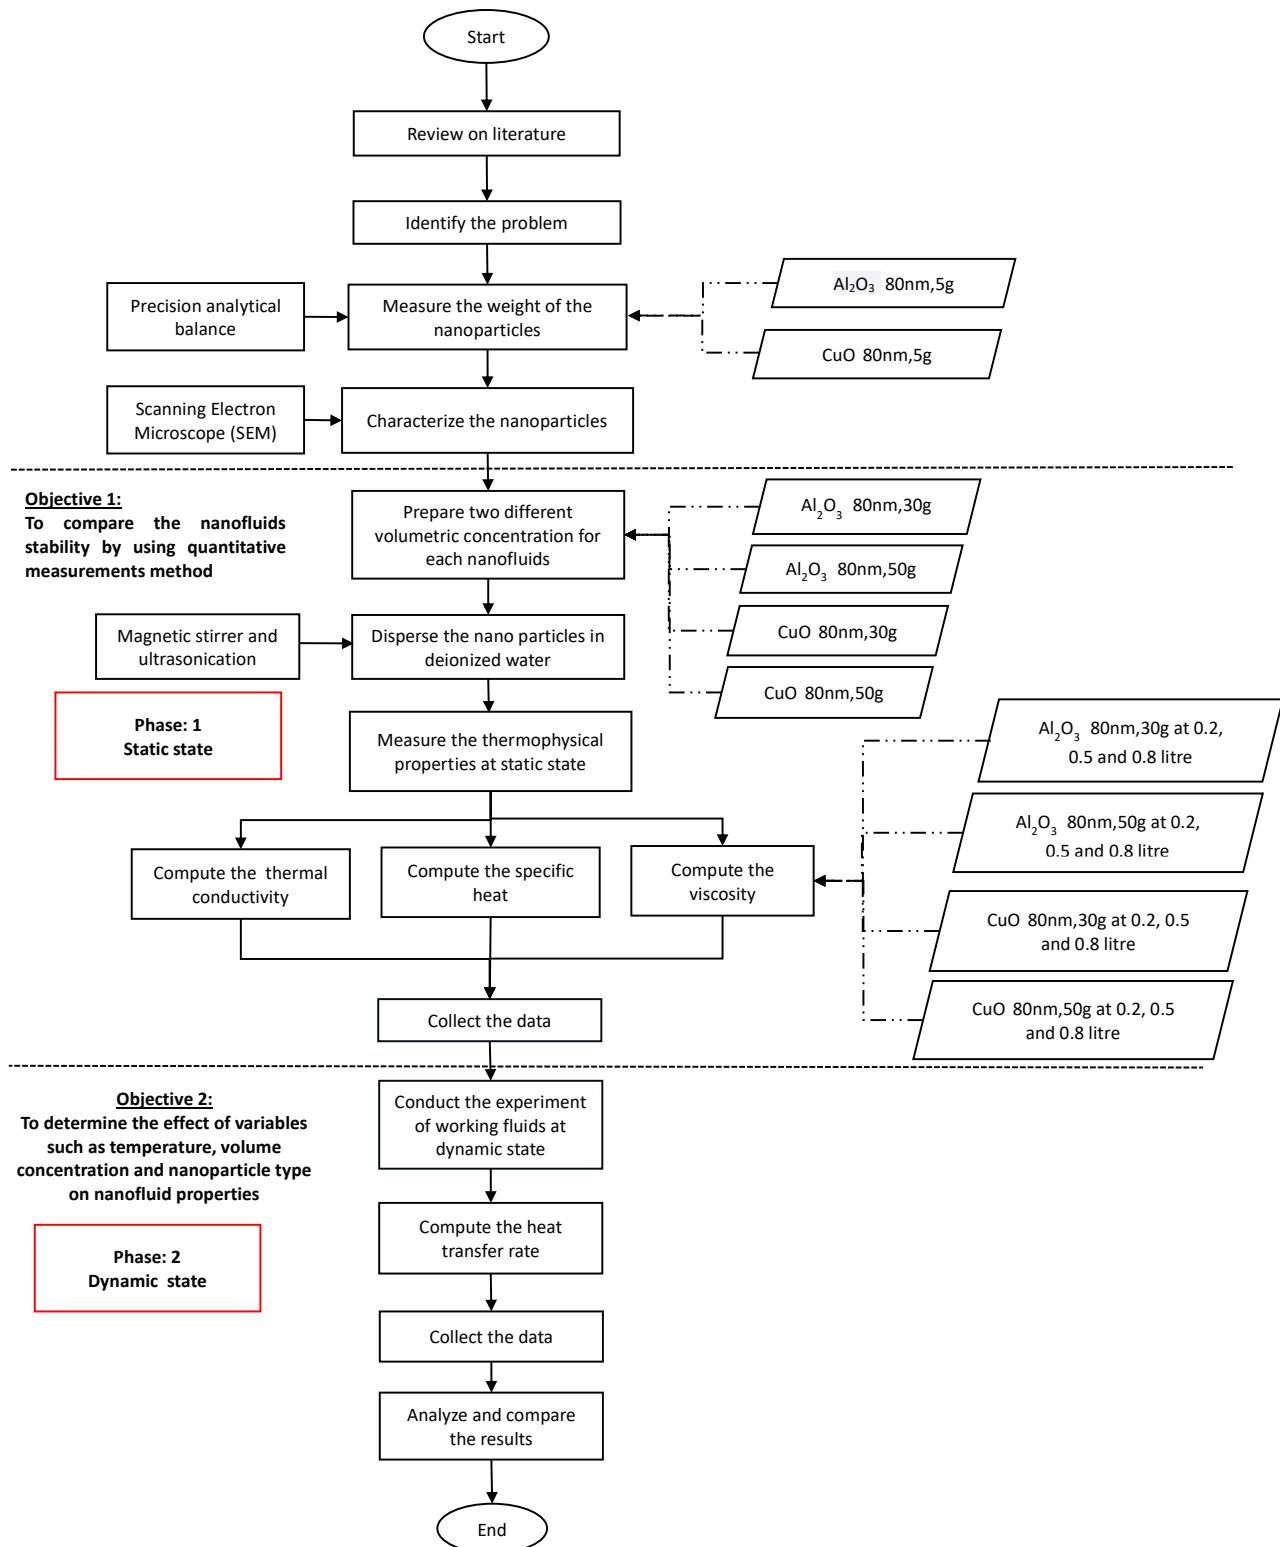 Start
Review on literature
Identify the problem
Precision analytical
balance
Measure the weight of the
nanoparticles
Al₂O₃ 80nm,5g
CuO 80nm,5g
Scanning Electron
Microscope (SEM)
Characterize the nanoparticles
Objective 1:
To compare the nanofluids
stability by using quantitative
measurements method
Prepare two different
volumetric concentration for
each nanofluids
Al₂O₃ 80nm,30g
Al₂O₃ 80nm,50g
CuO 80nm,30g
CuO 80nm,50g
Magnetic stirrer and
ultrasonication
Disperse the nano particles in
deionized water
Phase: 1
Static state
Measure the thermophysical
properties at static state
Compute the thermal
conductivity
Compute the specific
heat
Compute the
viscosity
Al₂O₃ 80nm,30g at 0.2,
0.5 and 0.8 litre
Al₂O₃ 80nm,50g at 0.2,
0.5 and 0.8 litre
CuO 80nm,30g at 0.2, 0.5
and 0.8 litre
CuO 80nm,50g at 0.2, 0.5
and 0.8 litre
Collect the data
Objective 2:
To determine the effect of variables
such as temperature, volume
concentration and nanoparticle type
on nanofluid properties
Conduct the experiment
of working fluids at
dynamic state
Phase: 2
Dynamic state
Compute the heat
transfer rate
Collect the data
Analyze and compare
the results
End